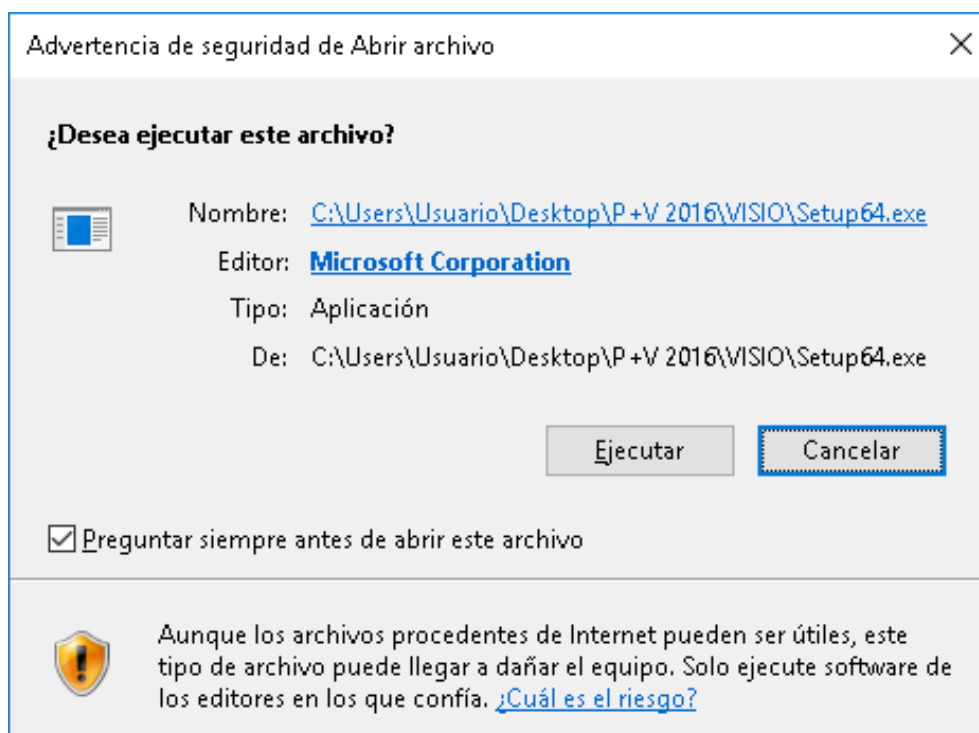 Advertencia de seguridad de Abrir archivo
¿Desea ejecutar este archivo?
Nombre: C:\Users\Usuario\Desktop\P+V 2016\VISIO\Setup64.exe
Editor: Microsoft Corporation
Tipo: Aplicación
De: C:\Users\Usuario\Desktop\P+V 2016\VISIO\Setup64.exe
Ejecutar Cancelar
Preguntar siempre antes de abrir este archivo
Aunque los archivos procedentes de Internet pueden ser útiles, este
tipo de archivo puede llegar a dañar el equipo. Solo ejecute software de
los editores en los que confía. ¿Cuál es el riesgo?